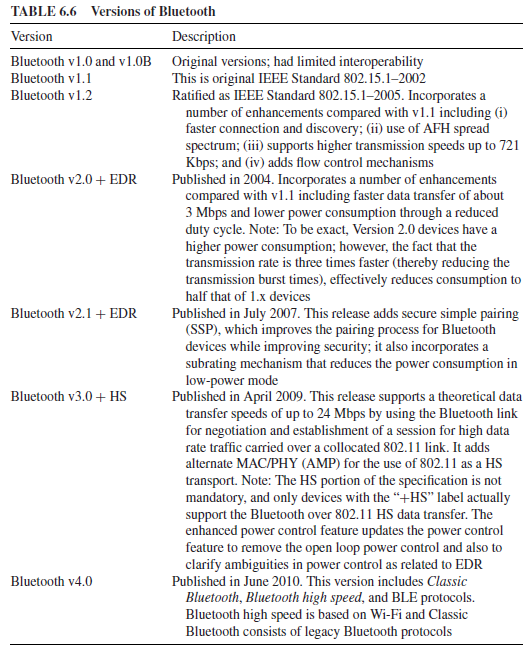 TABLE 6.6 Versions of Bluetooth
Version Description
Bluetooth v1.0 and v1.0B Original versions; had limited interoperability
Bluetooth v1.1 This is original IEEE Standard 802.15.1–2002
Bluetooth v1.2 Ratified as IEEE Standard 802.15.1–2005. Incorporates a
number of enhancements compared with v1.1 including (i)
faster connection and discovery; (ii) use of AFH spread
spectrum; (iii) supports higher transmission speeds up to 721
Kbps; and (iv) adds flow control mechanisms
Bluetooth v2.0 + EDR Published in 2004. Incorporates a number of enhancements
compared with v1.1 including faster data transfer of about
3 Mbps and lower power consumption through a reduced
duty cycle. Note: To be exact, Version 2.0 devices have a
higher power consumption; however, the fact that the
transmission rate is three times faster (thereby reducing the
transmission burst times), effectively reduces consumption to
half that of 1.x devices
Bluetooth v2.1 + EDR Published in July 2007. This release adds secure simple pairing
(SSP), which improves the pairing process for Bluetooth
devices while improving security; it also incorporates a
subrating mechanism that reduces the power consumption in
low-power mode
Bluetooth v3.0 + HS Published in April 2009. This release supports a theoretical data
transfer speeds of up to 24 Mbps by using the Bluetooth link
for negotiation and establishment of a session for high data
rate traffic carried over a collocated 802.11 link. It adds
alternate MAC/PHY (AMP) for the use of 802.11 as a HS
transport. Note: The HS portion of the specification is not
mandatory, and only devices with the “+HS” label actually
support the Bluetooth over 802.11 HS data transfer. The
enhanced power control feature updates the power control
feature to remove the open loop power control and also to
clarify ambiguities in power control as related to EDR
Bluetooth v4.0 Published in June 2010. This version includes Classic
Bluetooth, Bluetooth high speed, and BLE protocols.
Bluetooth high speed is based on Wi-Fi and Classic
Bluetooth consists of legacy Bluetooth protocols